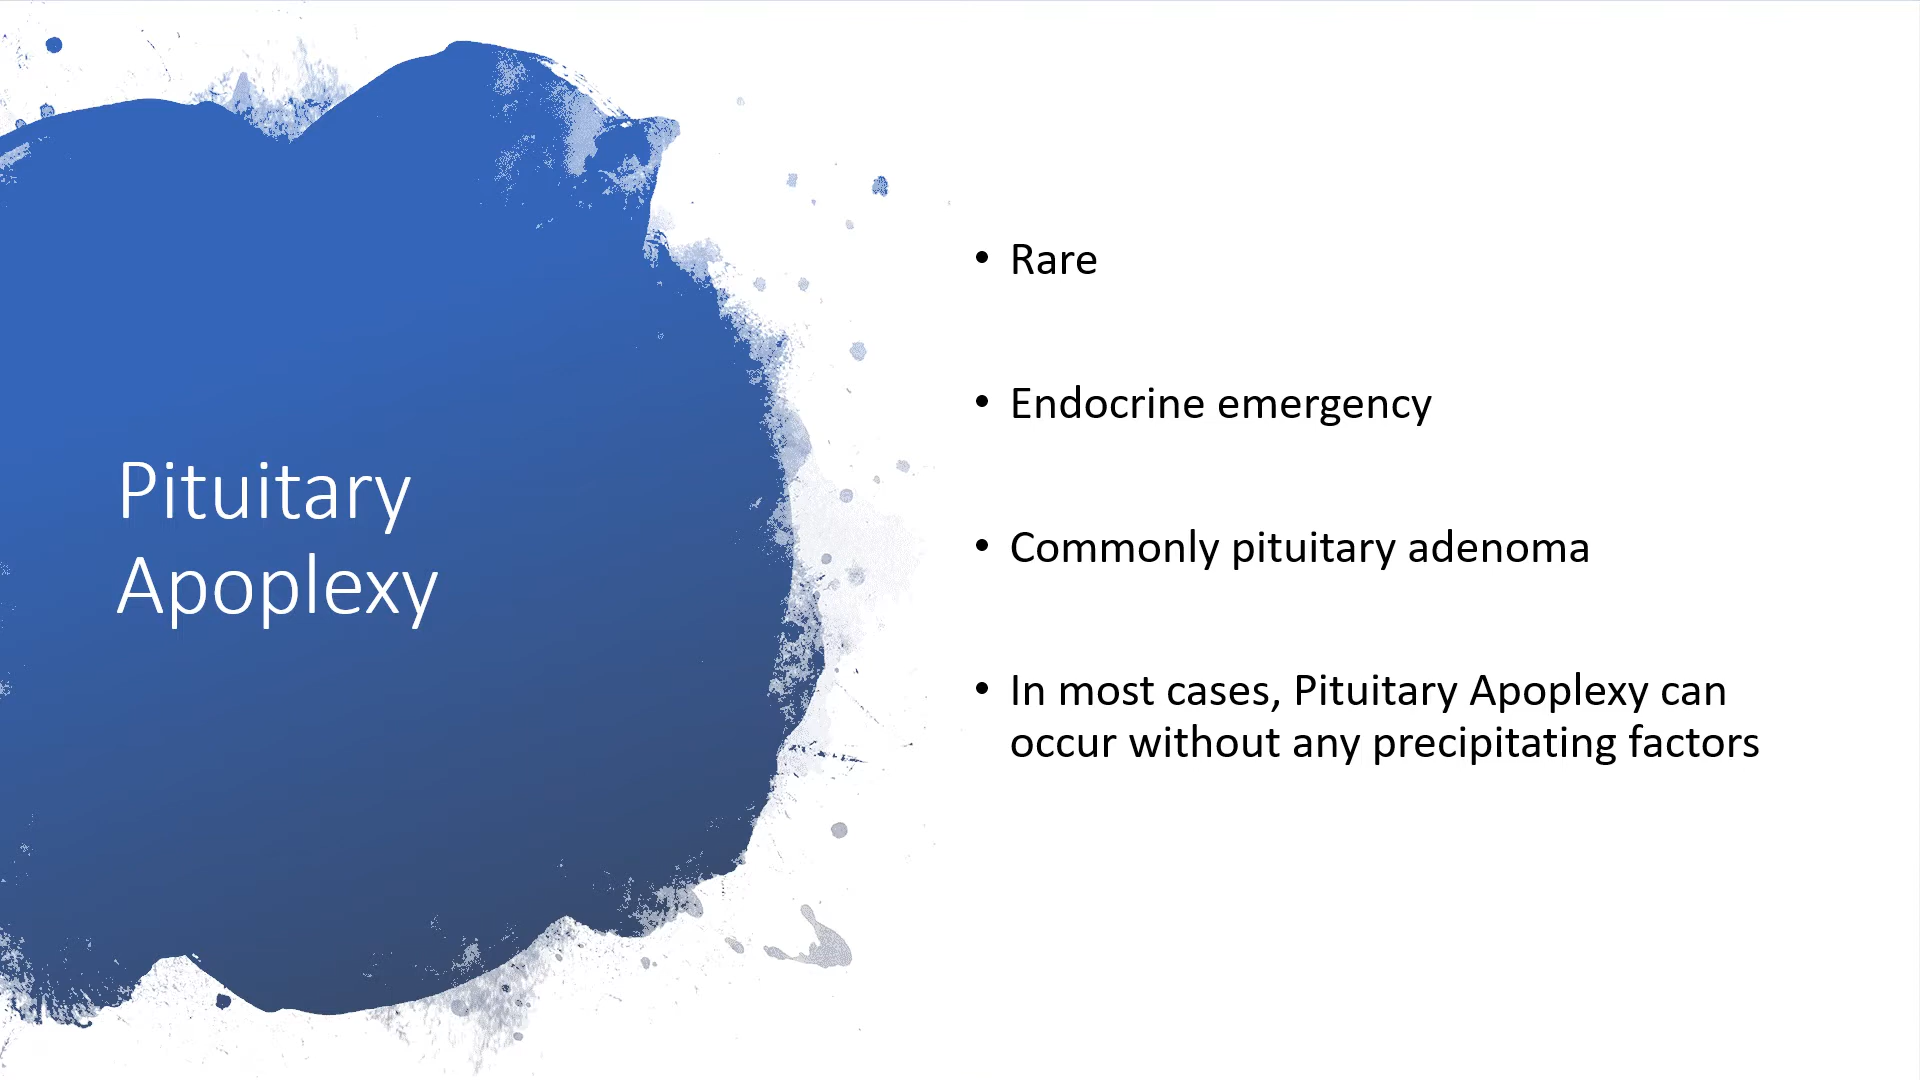 Pituitary
Apoplexy
• Rare
• Endocrine emergency
• Commonly pituitary adenoma
• In most cases, Pituitary Apoplexy can
occur without any precipitating factors